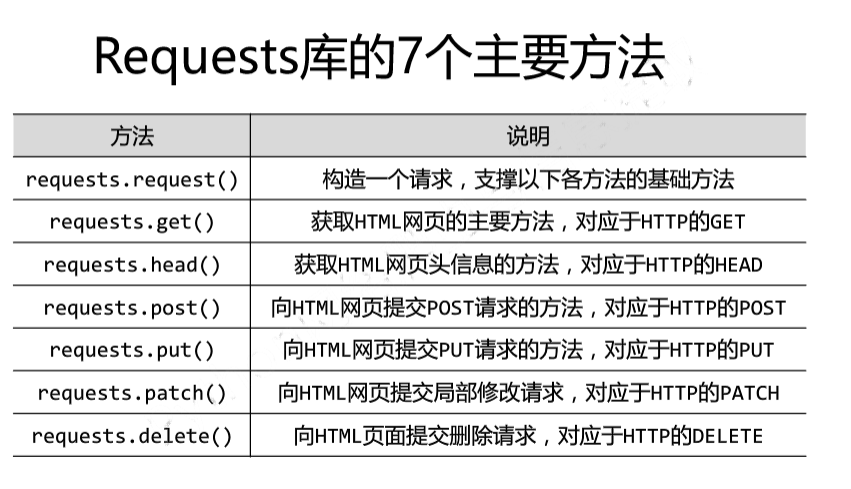 Requests库的7个主要方法
方法 说明
requests.request() 构造一个请求，支撑以下各方法的基础方法
requests.get() 获取HTML网页的主要方法，对应于HTTP的GET
requests.head() 获取HTML网页头信息的方法，对应于HTTP的HEAD
requests.post() 向HTML网页提交POST请求的方法，对应于HTTP的POST
requests.put() 向HTML网页提交PUT请求的方法，对应于HTTP的PUT
requests.patch() 向HTML网页提交局部修改请求，对应于HTTP的PATCH
requests.delete() 向HTML页面提交删除请求，对应于HTTP的DELETE